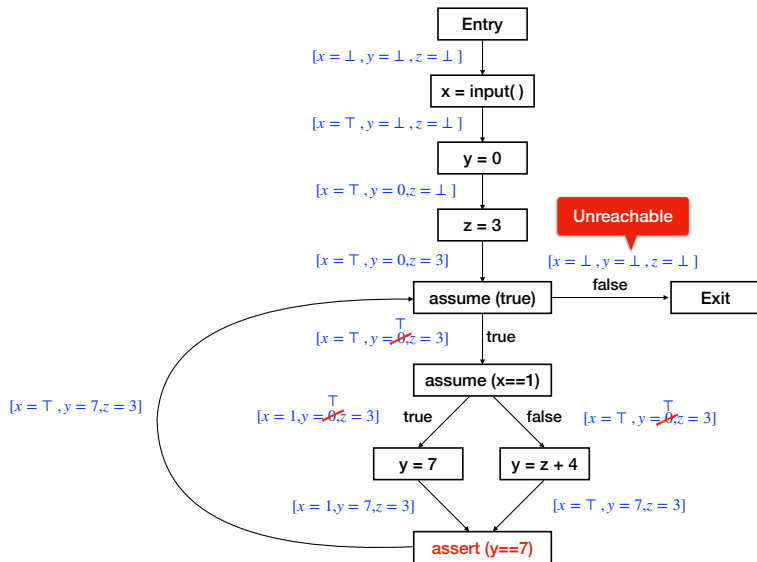 Entry
[x = ⊥ , y = ⊥ , z = ⊥ ]
x = input( )
[x = ⊤ , y = ⊥ , z = ⊥ ]
y = 0
[x = ⊤ , y = 0,z = ⊥ ]
Unreachable
z = 3
[x = ⊤ , y = 0,z = 3]
[x = ⊥ , y = ⊥ , z = ⊥ ]
assume (true)
false
Exit
⊤
[x = ⊤ , y = 0,z = 3]
true
assume (x==1)
[x = ⊤ , y = 7,z = 3]
⊤
[x = 1,y = 0,z = 3]
true
false
⊤
[x = ⊤ , y = 0,z = 3]
y = 7
y = z + 4
[x = 1,y = 7,z = 3]
[x = ⊤ , y = 7,z = 3]
assert (y==7)